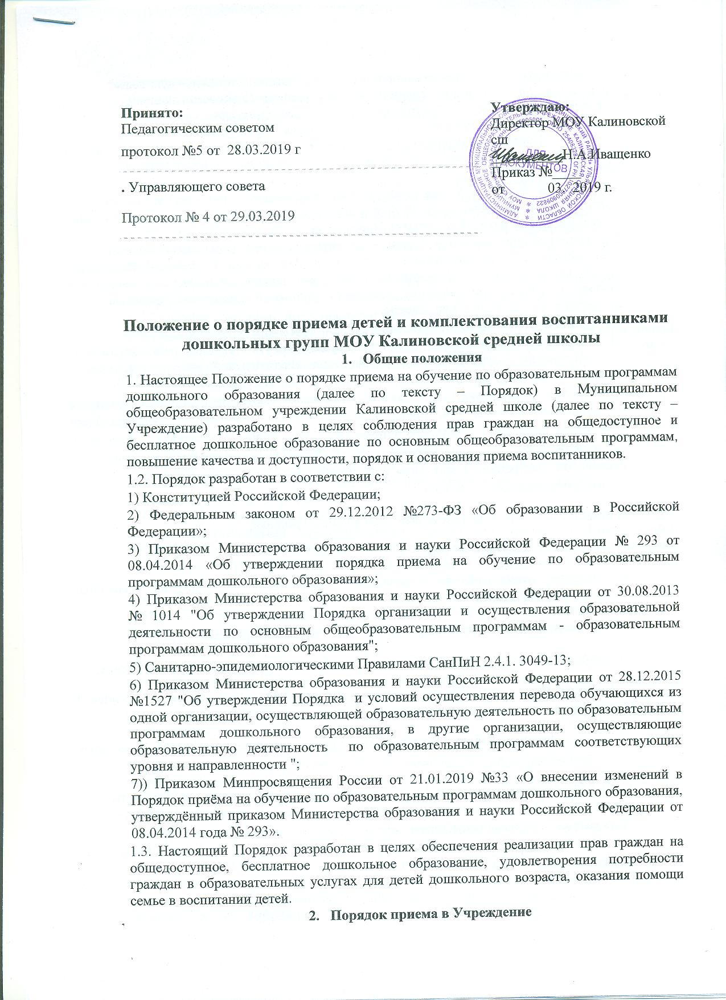 Принято:
Педагогическим советом
протокол №5 от 28.03.2019 г
. Управляющего совета
Протокол № 4 от 29.03.2019
Утверждаю:
Директор МОУ Калиновской
сш
Н.А.Иващенко
Приказ №____
от 03. 2019 г.
ДЛЯ
ДОКУМЕНТОВ
Положение о порядке приема детей и комплектования воспитанниками
дошкольных групп МОУ Калиновской средней школы
1. Общие положения
1. Настоящее Положение о порядке приема на обучение по образовательным программам
дошкольного образования (далее по тексту – Порядок) в Муниципальном
общеобразовательном учреждении Калиновской средней школе (далее по тексту –
Учреждение) разработано в целях соблюдения прав граждан на общедоступное и
бесплатное дошкольное образование по основным общеобразовательным программам,
повышение качества и доступности, порядок и основания приема воспитанников.
1.2. Порядок разработан в соответствии с:
1) Конституцией Российской Федерации;
2) Федеральным законом от 29.12.2012 №273-ФЗ «Об образовании в Российской
Федерации»;
3) Приказом Министерства образования и науки Российской Федерации № 293 от
08.04.2014 «Об утверждении порядка приема на обучение по образовательным
программам дошкольного образования»;
4) Приказом Министерства образования и науки Российской Федерации от 30.08.2013
№ 1014 "Об утверждении Порядка организации и осуществления образовательной
деятельности по основным общеобразовательным программам - образовательным
программам дошкольного образования";
5) Санитарно-эпидемиологическими Правилами СанПиН 2.4.1. 3049-13;
6) Приказом Министерства образования и науки Российской Федерации от 28.12.2015
№1527 "Об утверждении Порядка и условий осуществления перевода обучающихся из
одной организации, осуществляющей образовательную деятельность по образовательным
программам дошкольного образования, в другие организации, осуществляющие
образовательную деятельность по образовательным программам соответствующих
уровня и направленности ";
7)) Приказом Минпросвящения России от 21.01.2019 №33 «О внесении изменений в
Порядок приёма на обучение по образовательным программам дошкольного образования,
утверждённый приказом Министерства образования и науки Российской Федерации от
08.04.2014 года № 293».
1.3. Настоящий Порядок разработан в целях обеспечения реализации прав граждан на
общедоступное, бесплатное дошкольное образование, удовлетворения потребности
граждан в образовательных услугах для детей дошкольного возраста, оказания помощи
семье в воспитании детей.
2. Порядок приема в Учреждение